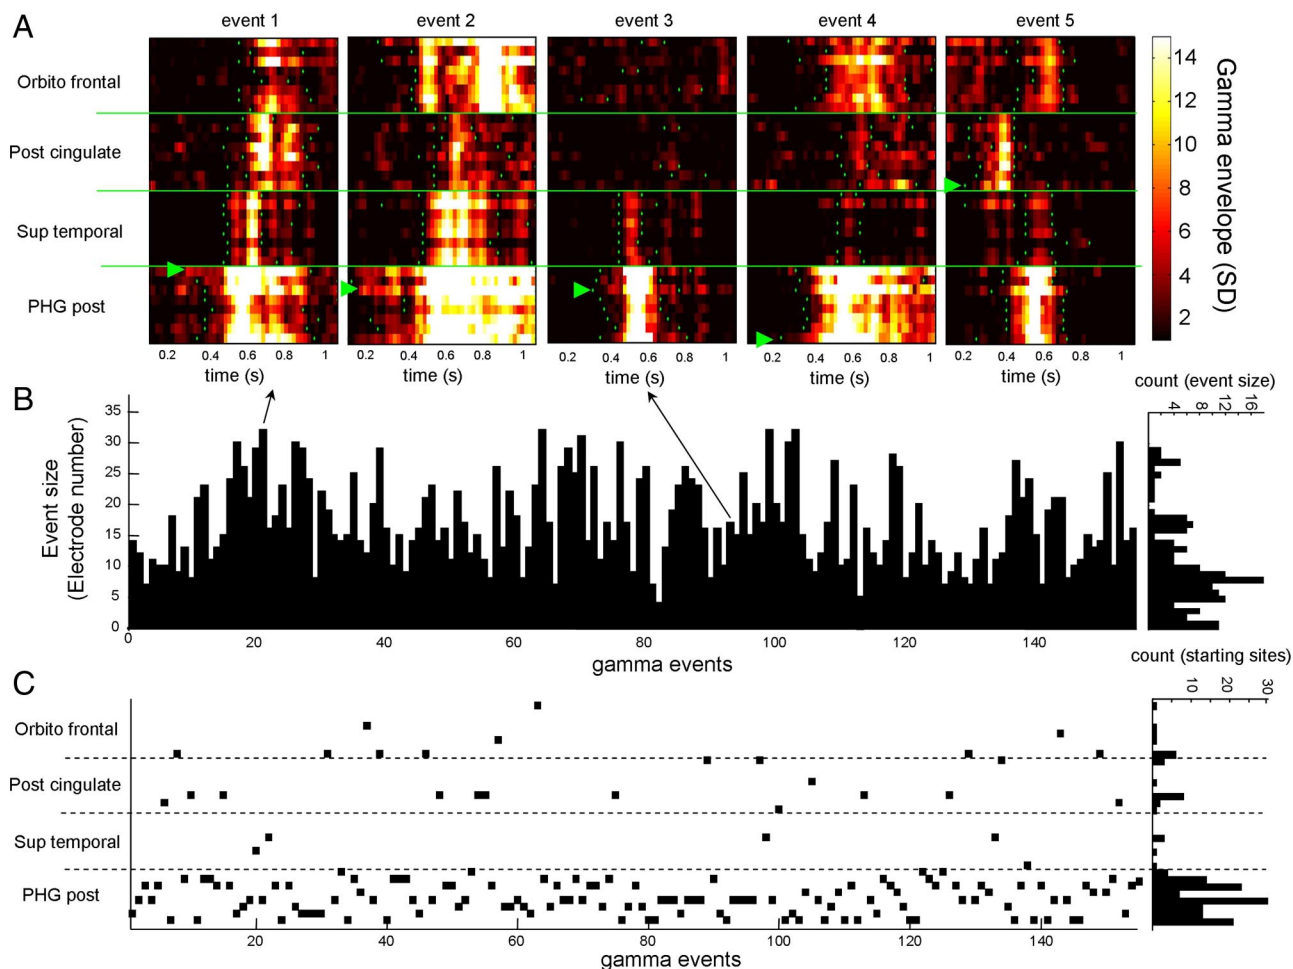 A
event 1 event 2 event 3 event 4 event 5
Orbito frontal
Post cingulate
Sup temporal
PHG post
14
12
10
8
6
4
2
Gamma envelope (SD)
0.2 0.4 0.6 0.8 1 0.2 0.4 0.6 0.8 1 0.2 0.4 0.6 0.8 1 0.2 0.4 0.6 0.8 1 0.2 0.4 0.6 0.8 1
time (s) time (s) time (s) time (s) time (s)
B
Event size
(Electrode number)
35
30
25
20
15
10
5
0
0 20 40 60 80 100 120 140
gamma events
count (event size)
4 8 12 16
C
count (starting sites)
10 20 30
Orbito frontal
Post cingulate
Sup temporal
PHG post
20 40 60 80 100 120 140
gamma events